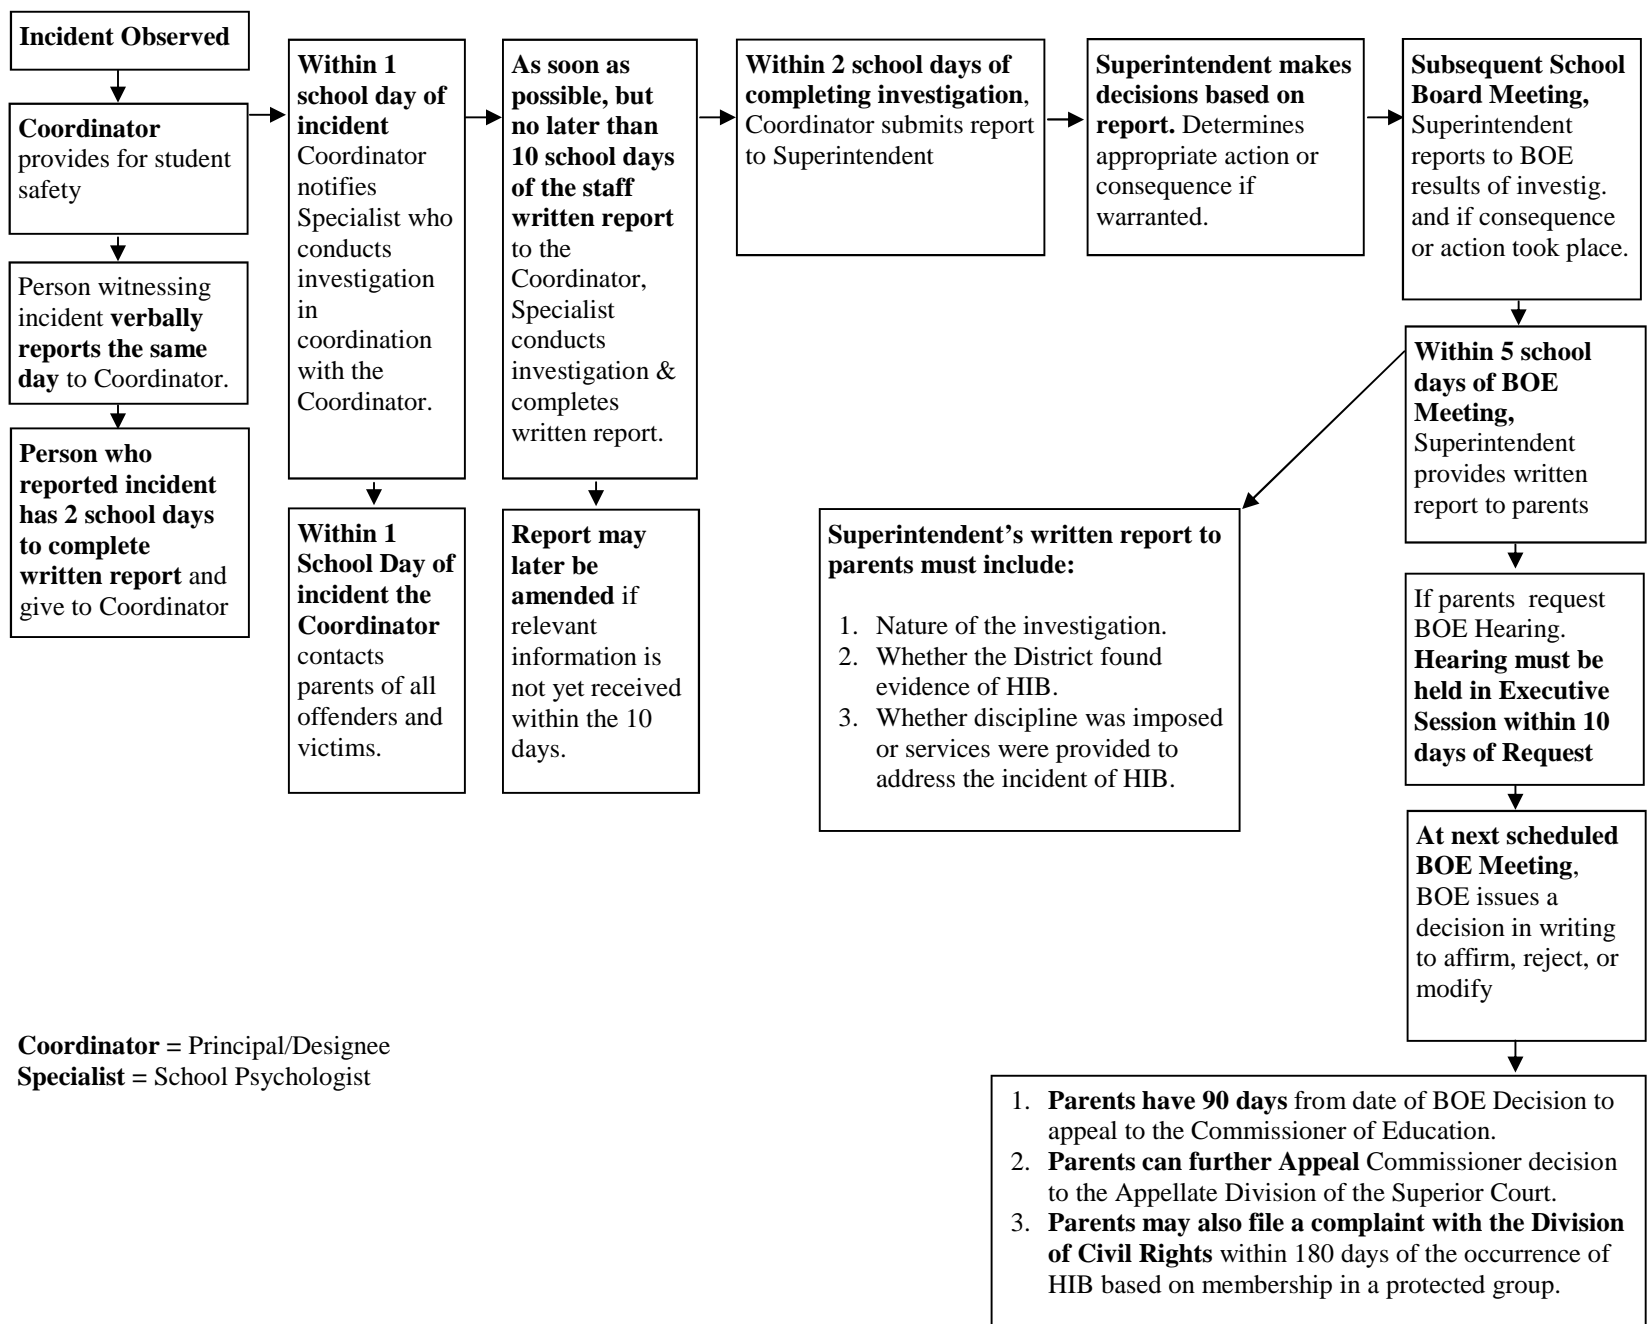 Incident Observed
Coordinator
provides for student
safety
Person witnessing
incident verbally
reports the same
day to Coordinator.
Person who
reported incident
has 2 school days
to complete
written report and
give to Coordinator
Within 1
school day of
incident
Coordinator
notifies
Specialist who
conducts
investigation
in
coordination
with the
Coordinator.
Within 1
School Day of
incident the
Coordinator
contacts
parents of all
offenders and
victims.
As soon as
possible, but
no later than
10 school days
of the staff
written report
to the
Coordinator,
Specialist
conducts
investigation &
completes
written report.
Report may
later be
amended if
relevant
information is
not yet received
within the 10
days.
Within 2 school days of
completing investigation,
Coordinator submits report
to Superintendent
Superintendent makes
decisions based on
report. Determines
appropriate action or
consequence if
warranted.
Subsequent School
Board Meeting,
Superintendent
reports to BOE
results of investig.
and if consequence
or action took place.
Within 5 school
days of BOE
Meeting,
Superintendent
provides written
report to parents
Superintendent’s written report to
parents must include:
1. Nature of the investigation.
2. Whether the District found
evidence of HIB.
3. Whether discipline was imposed
or services were provided to
address the incident of HIB.
If parents request
BOE Hearing.
Hearing must be
held in Executive
Session within 10
days of Request
At next scheduled
BOE Meeting,
BOE issues a
decision in writing
to affirm, reject, or
modify
1. Parents have 90 days from date of BOE Decision to
appeal to the Commissioner of Education.
2. Parents can further Appeal Commissioner decision
to the Appellate Division of the Superior Court.
3. Parents may also file a complaint with the Division
of Civil Rights within 180 days of the occurrence of
HIB based on membership in a protected group.
Coordinator = Principal/Designee
Specialist = School Psychologist